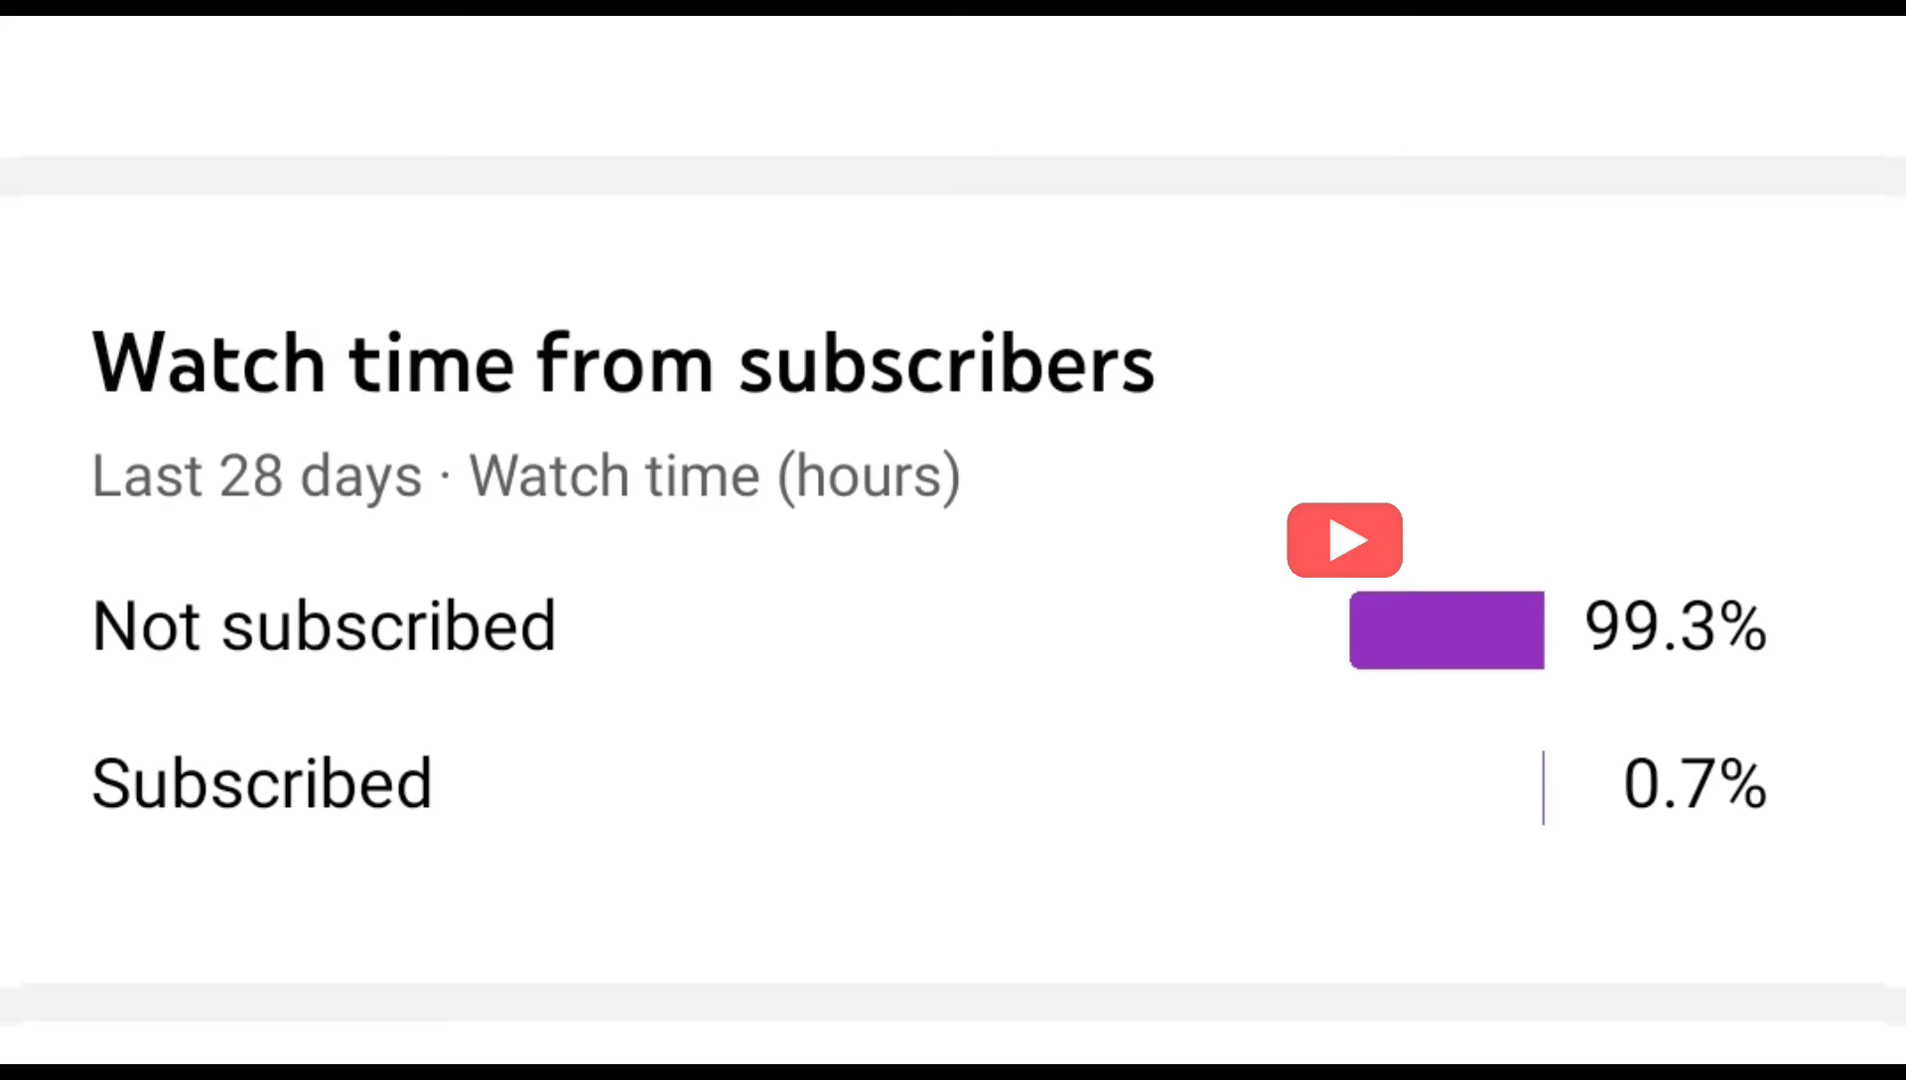 Watch time from subscribers
Last 28 days · Watch time (hours)
Not subscribed 99.3%
Subscribed 0.7%